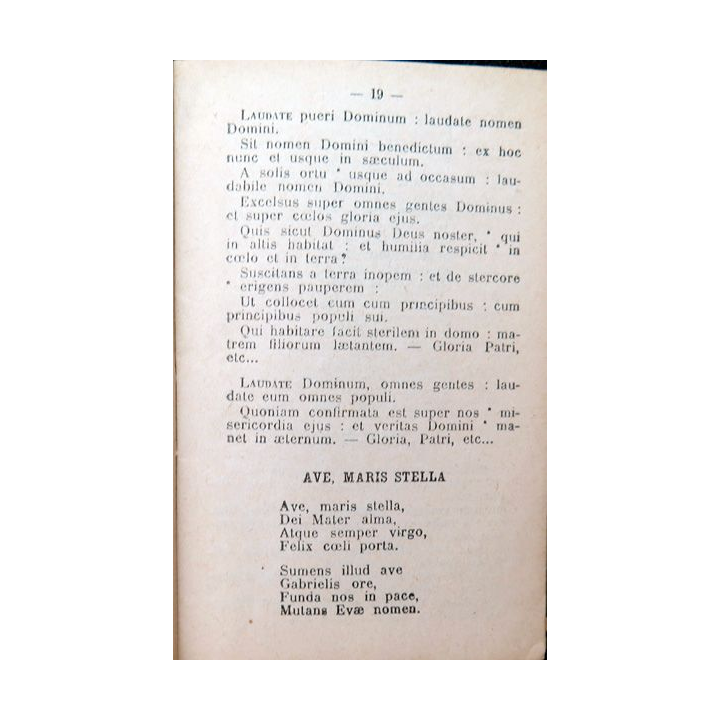 — 19 —
LAUDATE pueri Dominum : laudate nomen
Domini.
Sit nomen Domini benedictum : ex hoc
nunc et usque in sæculum.
A solis ortu * usque ad occasum : lau-
dabile nomen Domini.
Excelsus super omnes gentes Dominus :
et super cœlos gloria ejus.
Quis sicut Dominus Deus noster, * qui
in altis habitat : et humilia respicit * in
cœlo et in terra?
Suscitans a terra inopem : et de stercore
* erigens pauperem :
Ut collocet cum cum principibus : cum
principibus populi sui.
Qui habitare facit sterilem in domo : ma-
trem filiorum lætantem. — Gloria Patri,
etc...
LAUDATE Dominum, omnes gentes : lau-
date eum omnes populi.
Quoniam confirmata est super nos * mi-
sericordia ejus : et veritas Domini * ma-
net in æternum. — Gloria, Patri, etc...
AVE, MARIS STELLA
Ave, maris stella,
Dei Mater alma,
Atque semper virgo,
Felix cœli porta.
Sumens illud ave
Gabrielis ore,
Funda nos in pace,
Mutans Evæ nomen.